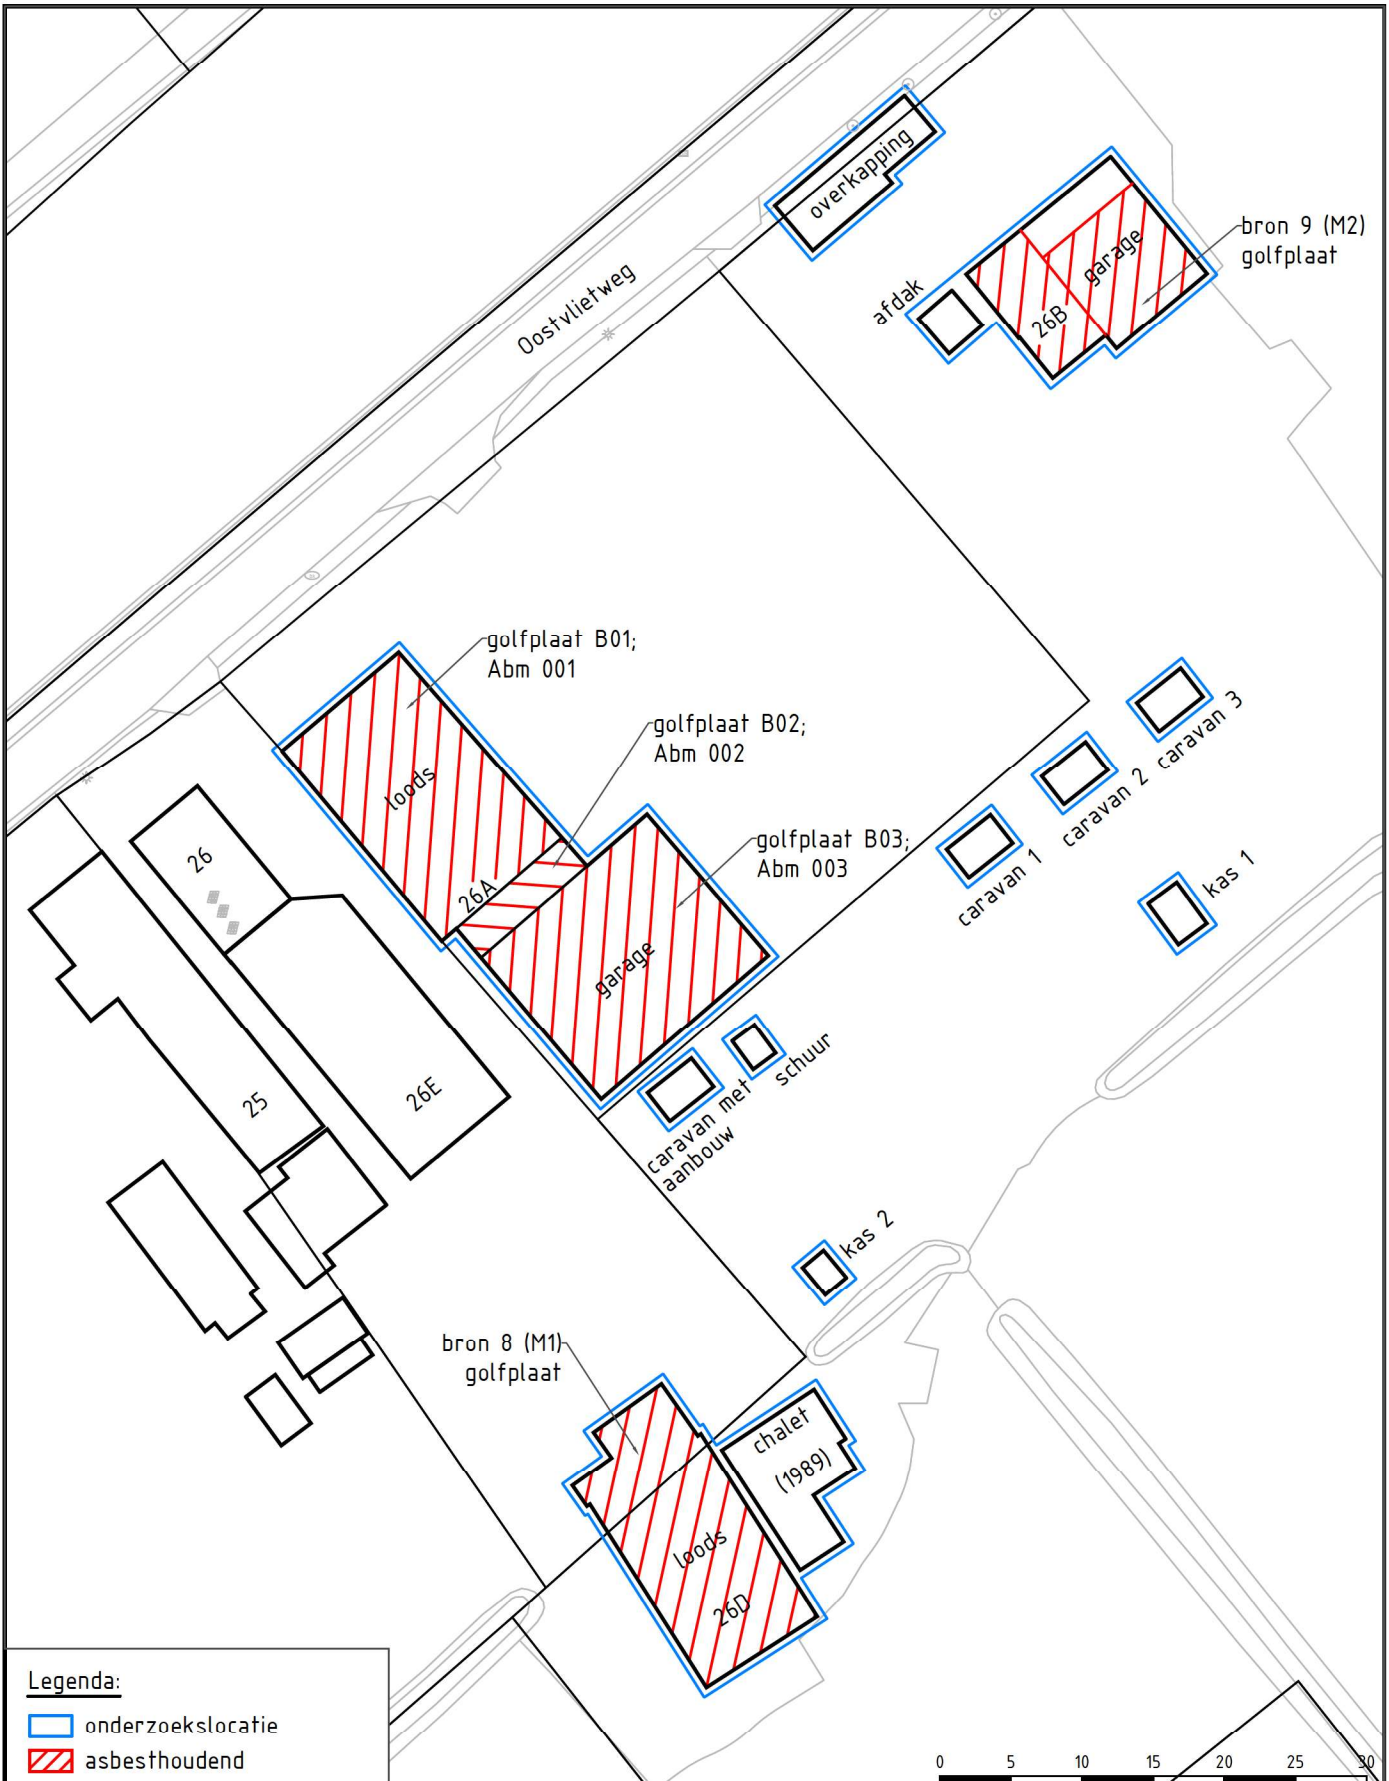 overkapping
bron 9 (M2)
golfplaat
garage
afdak
26B
Oostvlietweg
golfplaat B01;
Abm 001
golfplaat B02;
Abm 002
loods
golfplaat B03;
Abm 003
caravan 3
caravan 2
caravan 1
kas 1
26
26A
garage
25
26E
schuur
caravan met
aanbouw
kas 2
bron 8 (M1)
golfplaat
chalet
(1989)
loods
26D
Legenda:
onderzoekslocatie
asbesthoudend
0 5 10 15 20 25 30